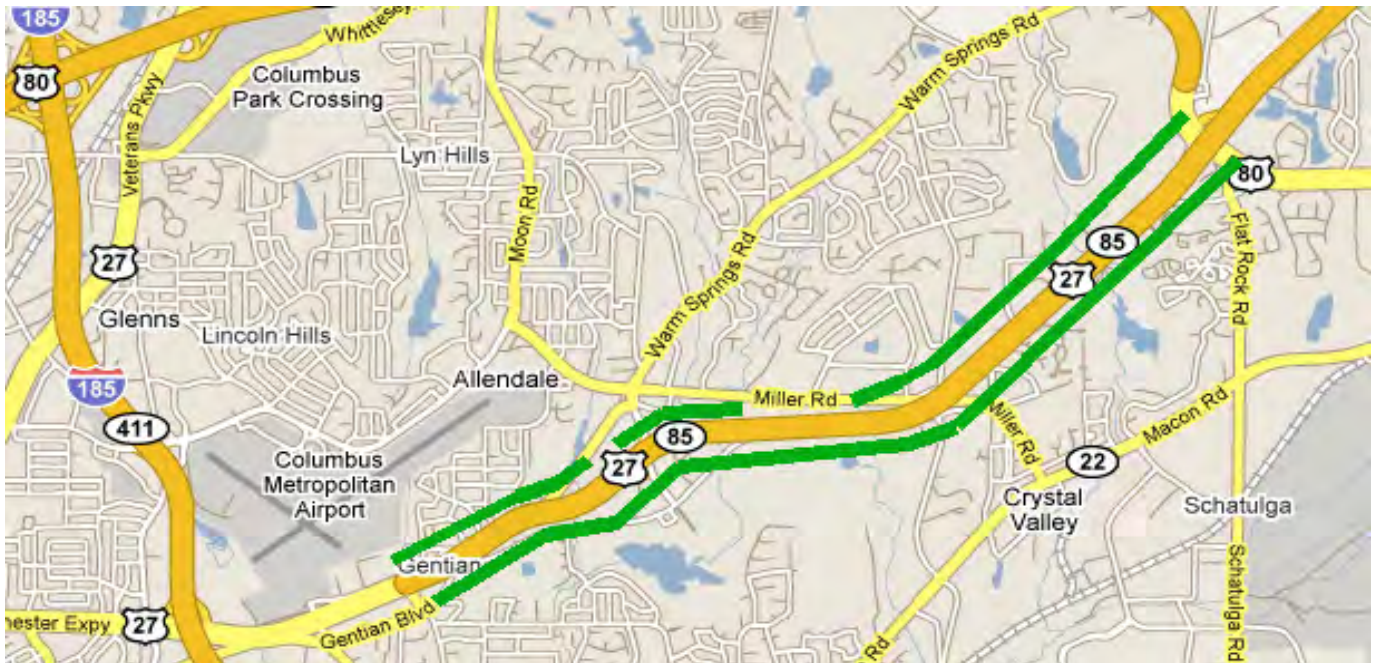 185
80
Whittlesey
Warm Springs Rd
Columbus
Park Crossing
Veterans Pkwy
Lyn Hills
80
Moon Rd
Flat Rock Rd
85
27
27
Warm Springs Rd
Glenns
Lincoln Hills
185
Allendale
Miller Rd
Macon Rd
411
85
Miller Rd
27
22
Columbus
Metropolitan
Airport
Crystal
Valley
Schatulga
Gentian
Schatulga Rd
hester Expy
27
Gentian Blvd
Rd